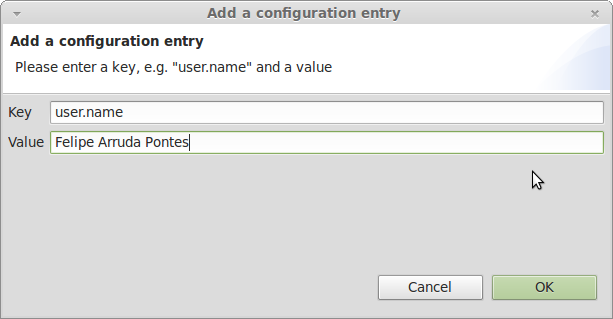 Add a configuration entry
Add a configuration entry
Please enter a key, e.g. "user.name" and a value
Key user.name
Value Felipe Arruda Pontes
Cancel OK